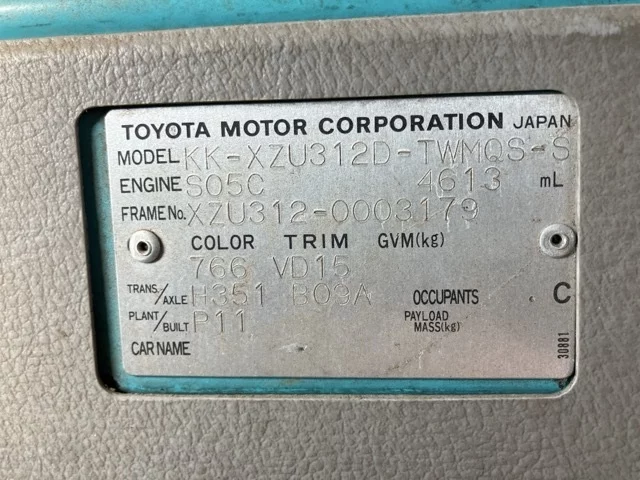 TOYOTA MOTOR CORPORATION JAPAN
MODEL KK-XZU312D-TWMQS-S
ENGINE S05C 4613 mL
FRAME No. XZU312-0003179
COLOR TRIM GVM(kg)
766 VD15
TRANS./AXLE H351 B09A OCCUPANTS C
PLANT/BUILT P11 PAYLOAD MASS(kg)
CAR NAME
30881